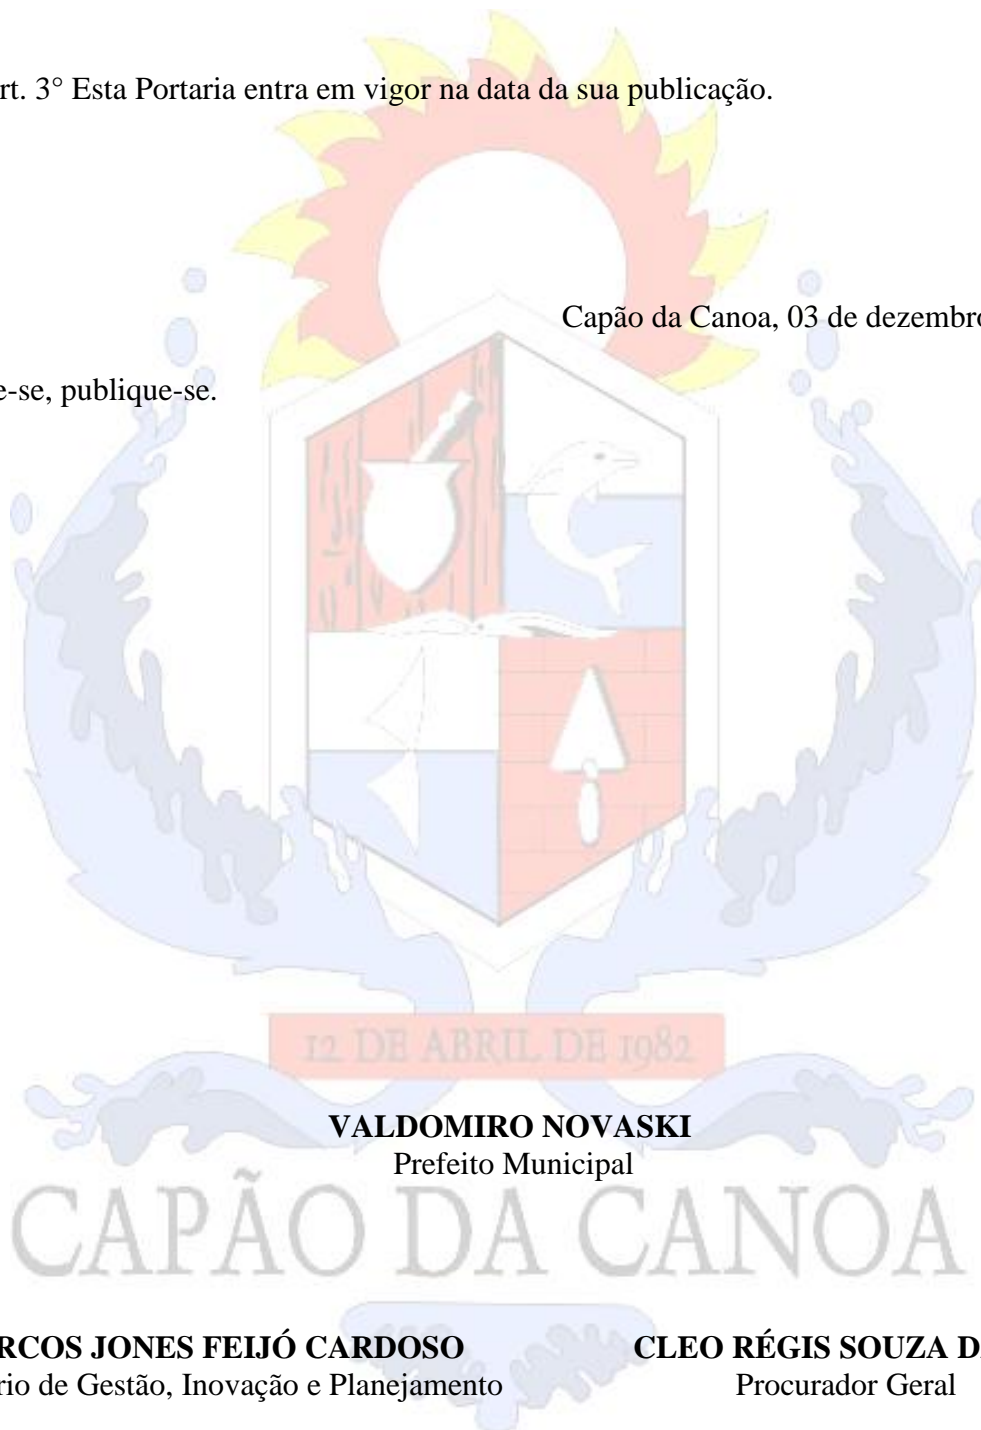 rt. 3° Esta Portaria entra em vigor na data da sua publicação.
Capão da Canoa, 03 de dezembro
e-se, publique-se.
12 DE ABRIL DE 1982
VALDOMIRO NOVASKI
Prefeito Municipal
CAPÃO DA CANOA
RCOS JONES FEIJÓ CARDOSO CLEO RÉGIS SOUZA D
rio de Gestão, Inovação e Planejamento Procurador Geral